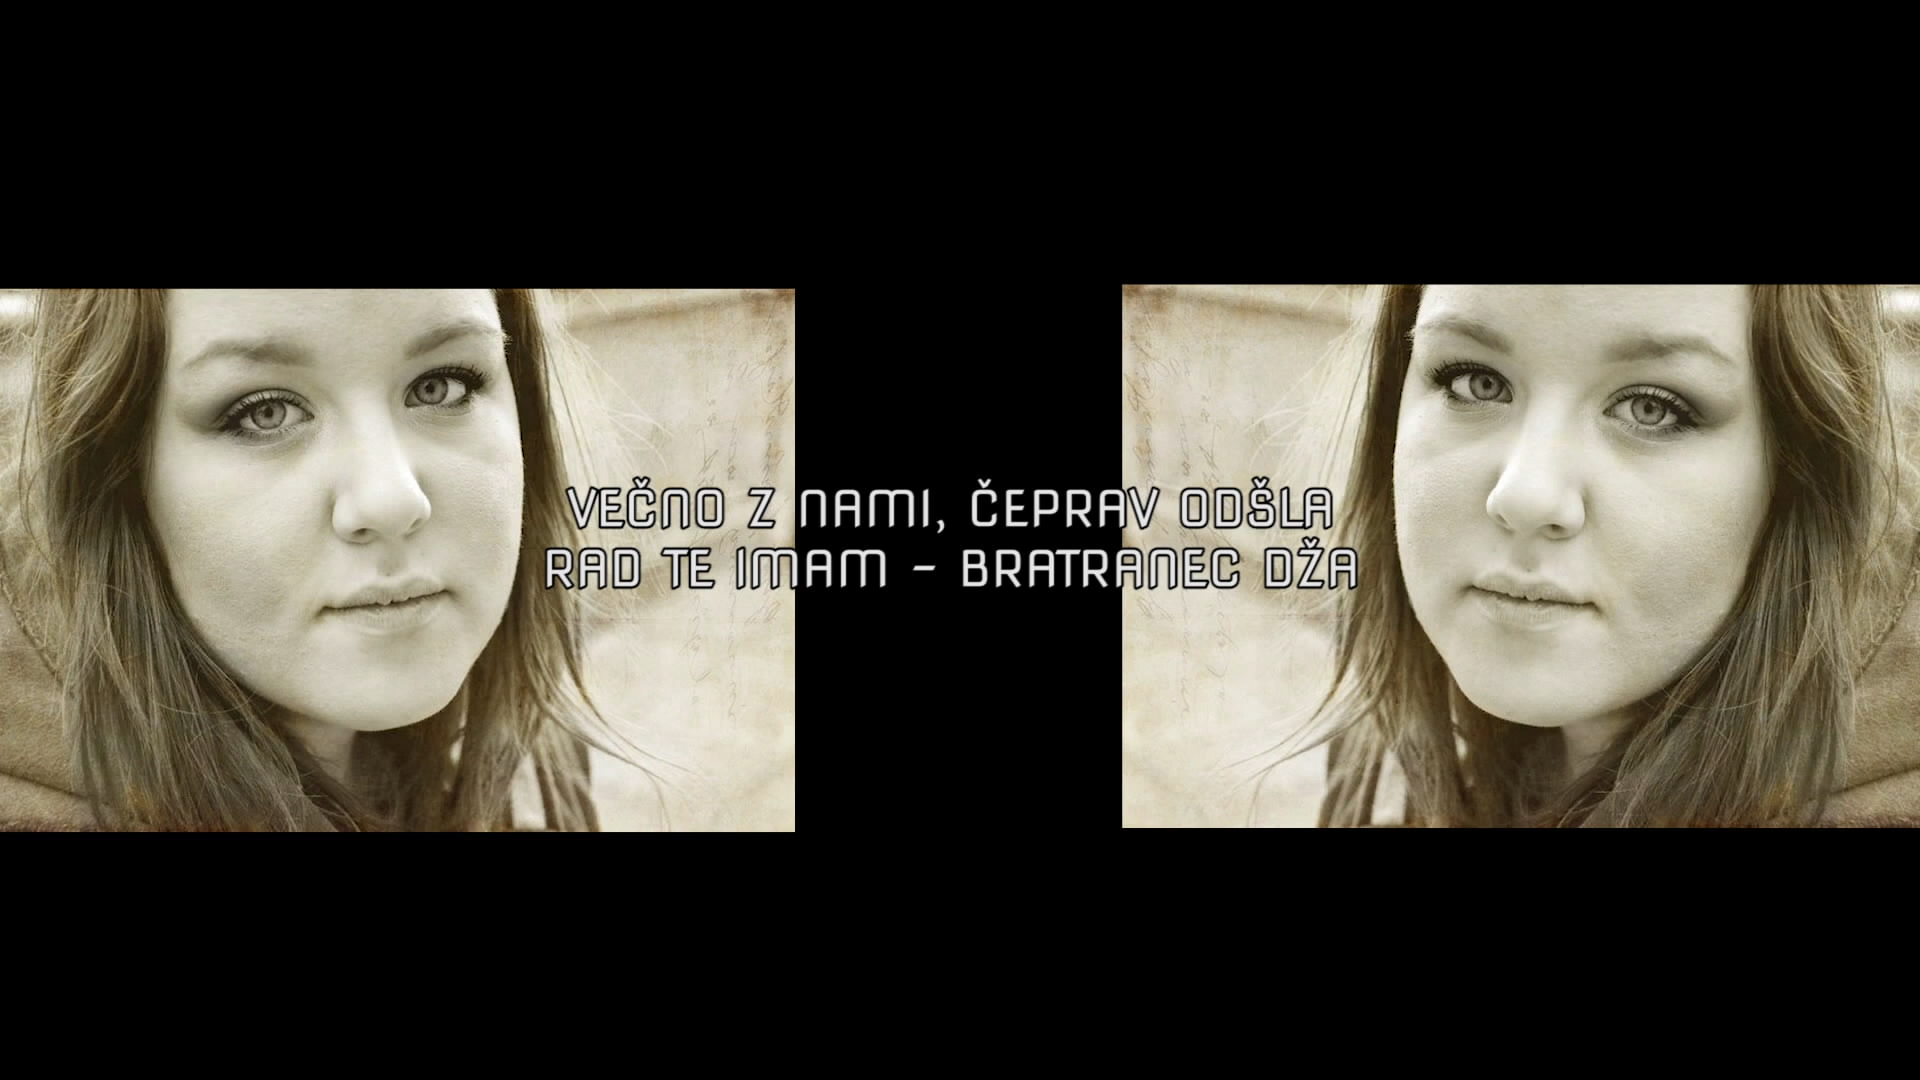 VEČNO Z NAMI, ČEPRAV ODŠLA
RAD TE IMAM - BRATRANEC DŽA